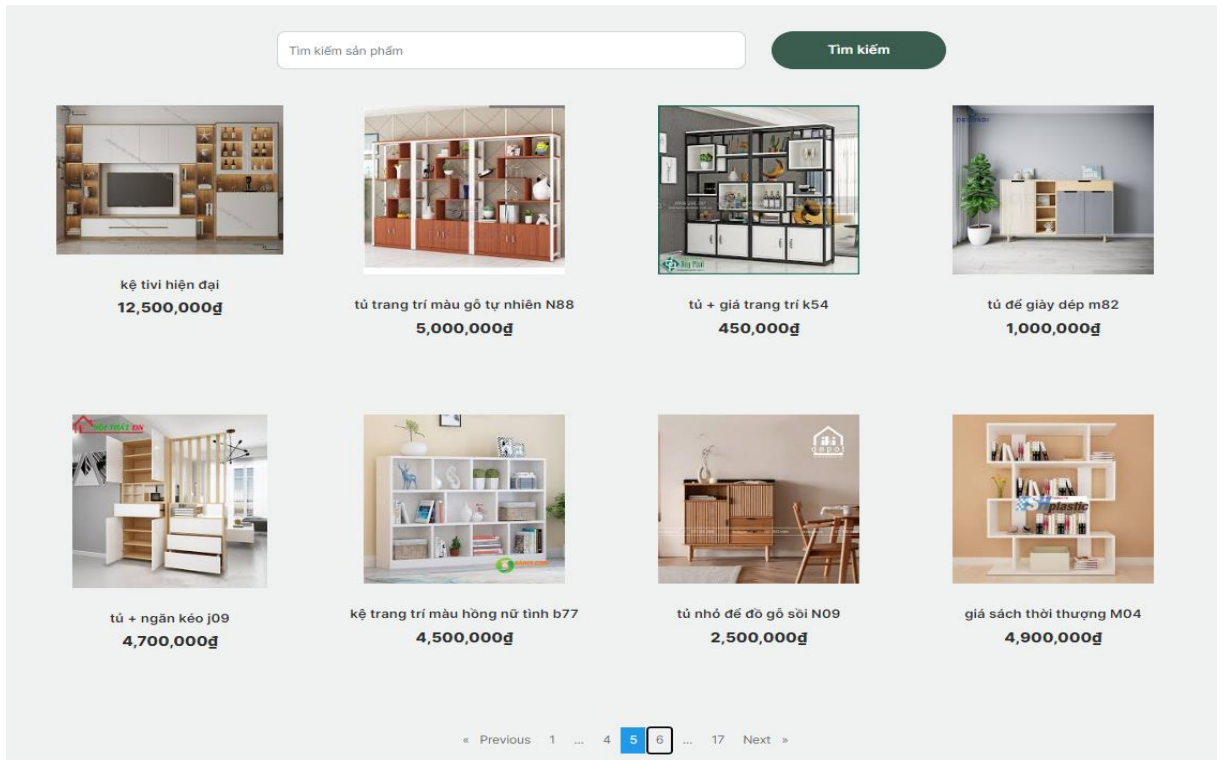 Tìm kiếm sản phẩm
Tìm kiếm
kệ tivi hiện đại
12,500,000₫
tủ trang trí màu gỗ tự nhiên N88
5,000,000₫
tủ + giá trang trí k54
450,000₫
tủ để giày dép m82
1,000,000₫
tủ + ngăn kéo j09
4,700,000₫
kệ trang trí màu hồng nữ tình b77
4,500,000₫
tủ nhỏ để đồ gỗ sồi N09
2,500,000₫
plastic
giá sách thời thượng M04
4,900,000₫
« Previous 1 ... 4 5 6 ... 17 Next »